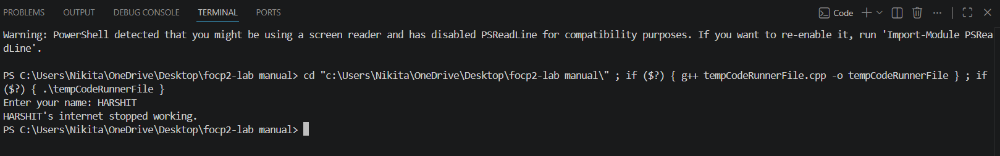 PROBLEMS OUTPUT DEBUG CONSOLE TERMINAL PORTS Code
Warning: PowerShell detected that you might be using a screen reader and has disabled PSReadLine for compatibility purposes. If you want to re-enable it, run 'Import-Module PSRea
dLine'.
PS C:\Users\Nikita\OneDrive\Desktop\focp2-lab manual> cd "c:\Users\Nikita\OneDrive\Desktop\focp2-lab manual\" ; if ($?) { g++ tempCodeRunnerFile.cpp -o tempCodeRunnerFile } ; if
($?) { .\tempCodeRunnerFile }
Enter your name: HARSHIT
HARSHIT's internet stopped working.
PS C:\Users\Nikita\OneDrive\Desktop\focp2-lab manual>